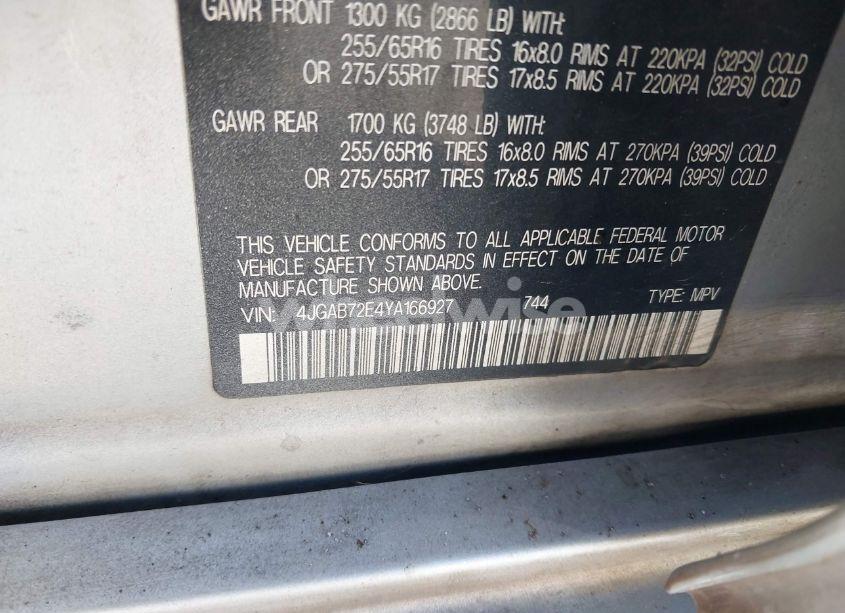 GAWR FRONT 1300 KG (2866 LB) WITH:
255/65R16 TIRES 16x8.0 RIMS AT 220KPA (32PSI) COLD
OR 275/55R17 TIRES 17x8.5 RIMS AT 220KPA (32PSI) COLD
GAWR REAR 1700 KG (3748 LB) WITH:
255/65R16 TIRES 16x8.0 RIMS AT 270KPA (39PSI) COLD
OR 275/55R17 TIRES 17x8.5 RIMS AT 270KPA (39PSI) COLD
THIS VEHICLE CONFORMS TO ALL APPLICABLE FEDERAL MOTOR
VEHICLE SAFETY STANDARDS IN EFFECT ON THE DATE OF
MANUFACTURE SHOWN ABOVE.
VIN: 4JGAB72E4YA166927 744 TYPE: MPV